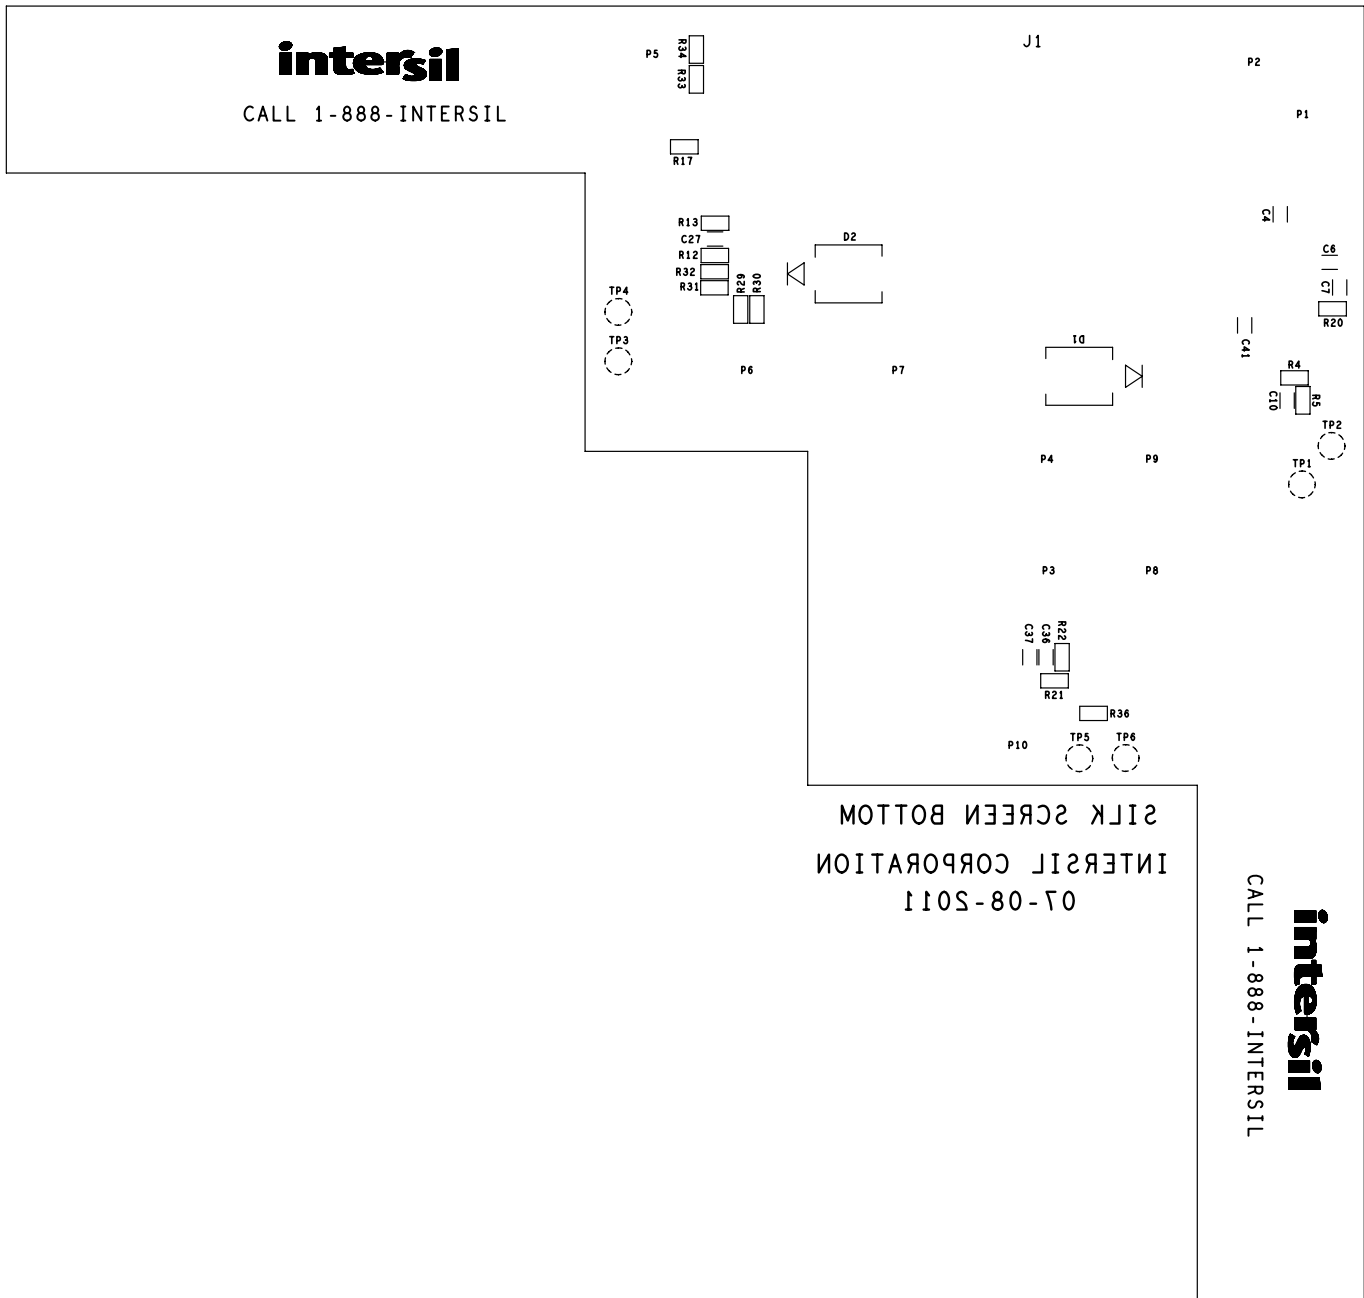 intersil
CALL 1-888-INTERSIL
P5
R34
R33
J1
P2
P1
R17
R13
C27
R12
R32
R31
R29
R30
D2
TP4
TP3
P6
P7
C4
C6
C7
R20
C41
D1
R4
C10
R5
TP2
TP1
P4
P9
P3
P8
C37
C36
R22
R21
R36
P10
TP5
TP6
SILK SCREEN BOTTOM
INTERSIL CORPORATION
07-08-2011
CALL 1-888-INTERSIL
intersil